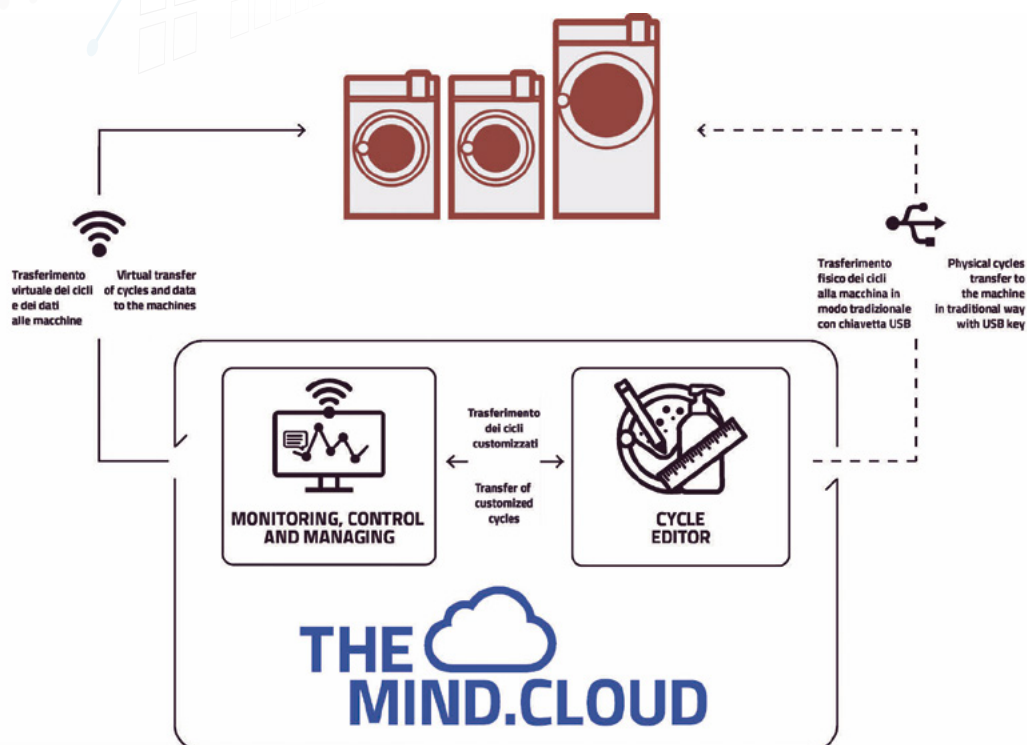 Trasferimento
virtuale dei cicli
e dei dati
alle macchine
Virtual transfer
of cycles and data
to the machines
Trasferimento
fisico dei cicli
alla macchina in
modo tradizionale
con chiavetta USB
Physical cycles
transfer to
the machine
in traditional way
with USB key
Trasferimento
dei cicli
customizzati
Transfer of
customized
cycles
MONITORING, CONTROL
AND MANAGING
CYCLE
EDITOR
THE
MIND.CLOUD